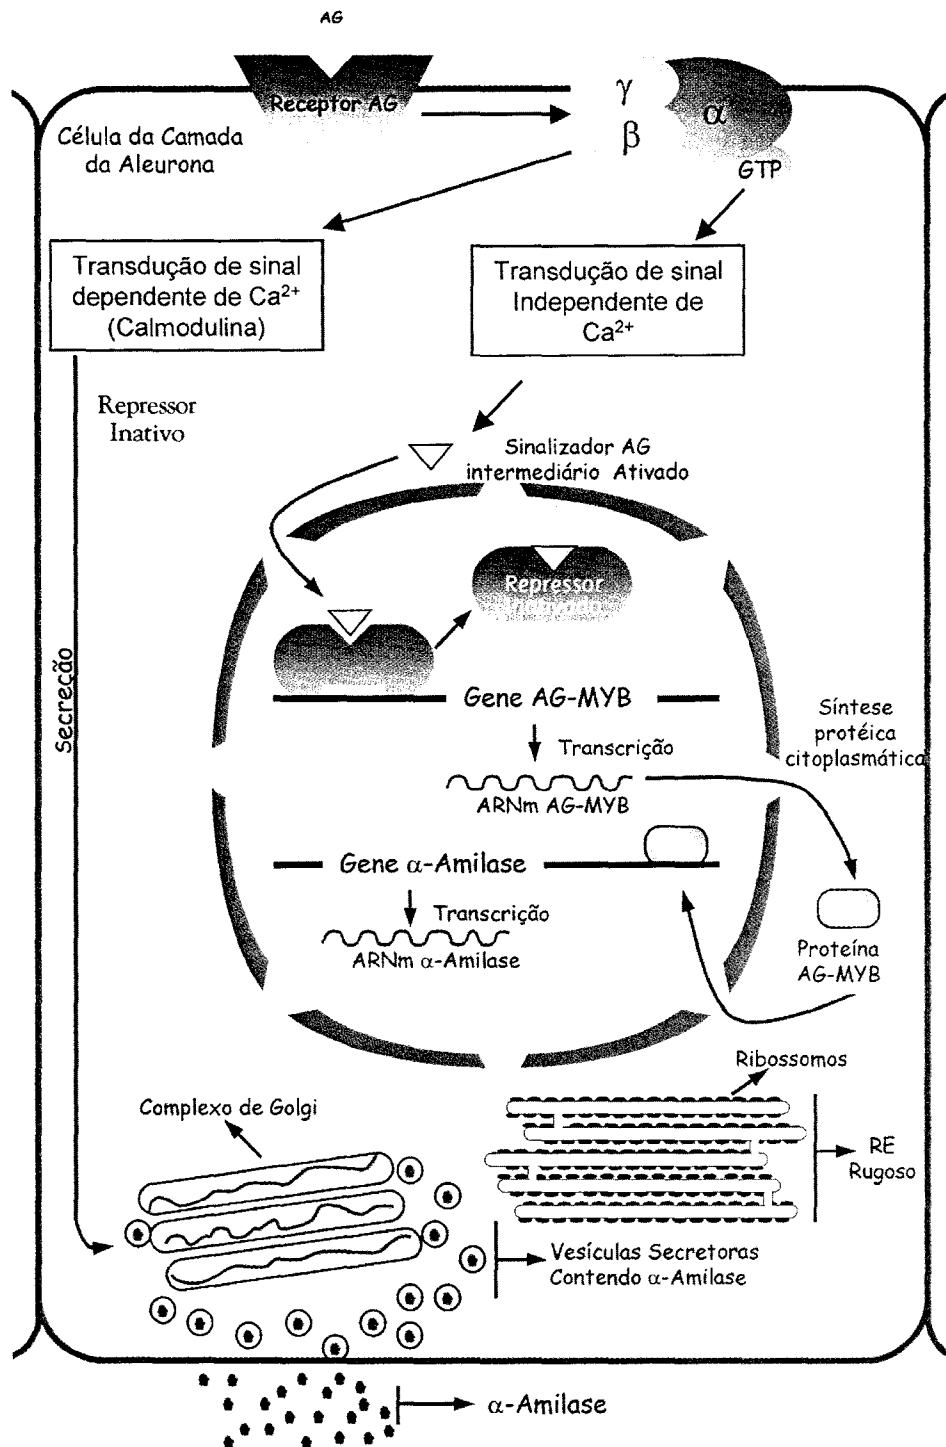 AG
Receptor AG
γ
β
α
GTP
Célula da Camada
da Aleurona
Transdução de sinal
dependente de Ca²⁺
(Calmodulina)
Transdução de sinal
Independente de
Ca²⁺
Repressor
Inativo
Sinalizador AG
intermediário Ativado
Repressor
Secreção
Gene AG-MYB
Transcrição
ARNm AG-MYB
Síntese
protéica
citoplasmática
Gene α-Amilase
Transcrição
ARNm α-Amilase
Proteína
AG-MYB
Ribossomos
Complexo de Golgi
RE
Rugoso
Vesículas Secretoras
Contendo α-Amilase
α-Amilase